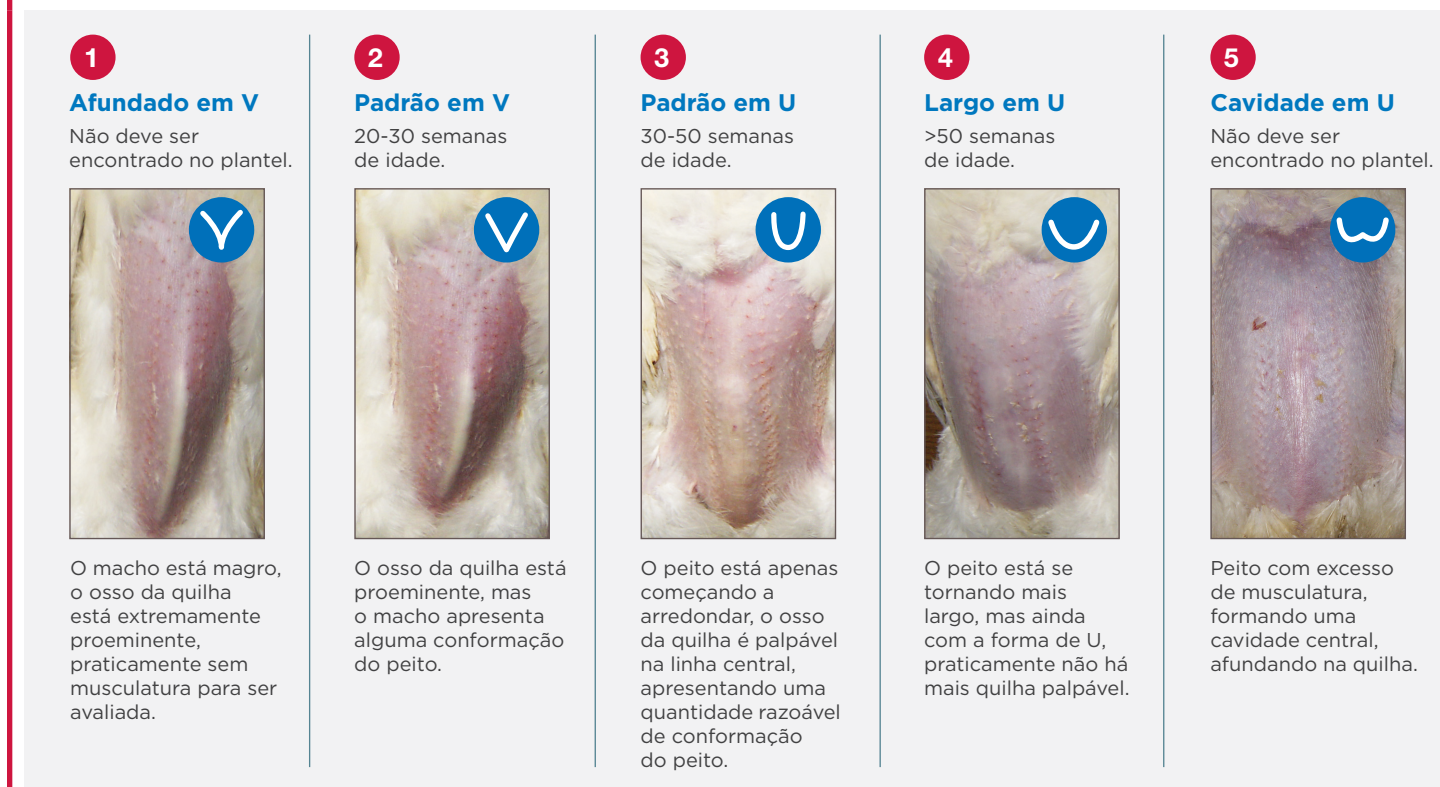 1
Afundado em V
Não deve ser
encontrado no plantel.
O macho está magro,
o osso da quilha
está extremamente
proeminente,
praticamente sem
musculatura para ser
avaliada.
2
Padrão em V
20-30 semanas
de idade.
O osso da quilha está
proeminente, mas
o macho apresenta
alguma conformação
do peito.
3
Padrão em U
30-50 semanas
de idade.
O peito está apenas
começando a
arredondar, o osso
da quilha é palpável
na linha central,
apresentando uma
quantidade razoável
de conformação
do peito.
4
Largo em U
>50 semanas
de idade.
O peito está se
tornando mais
largo, mas ainda
com a forma de U,
praticamente não há
mais quilha palpável.
5
Cavidade em U
Não deve ser
encontrado no plantel.
Peito com excesso
de musculatura,
formando uma
cavidade central,
afundando na quilha.